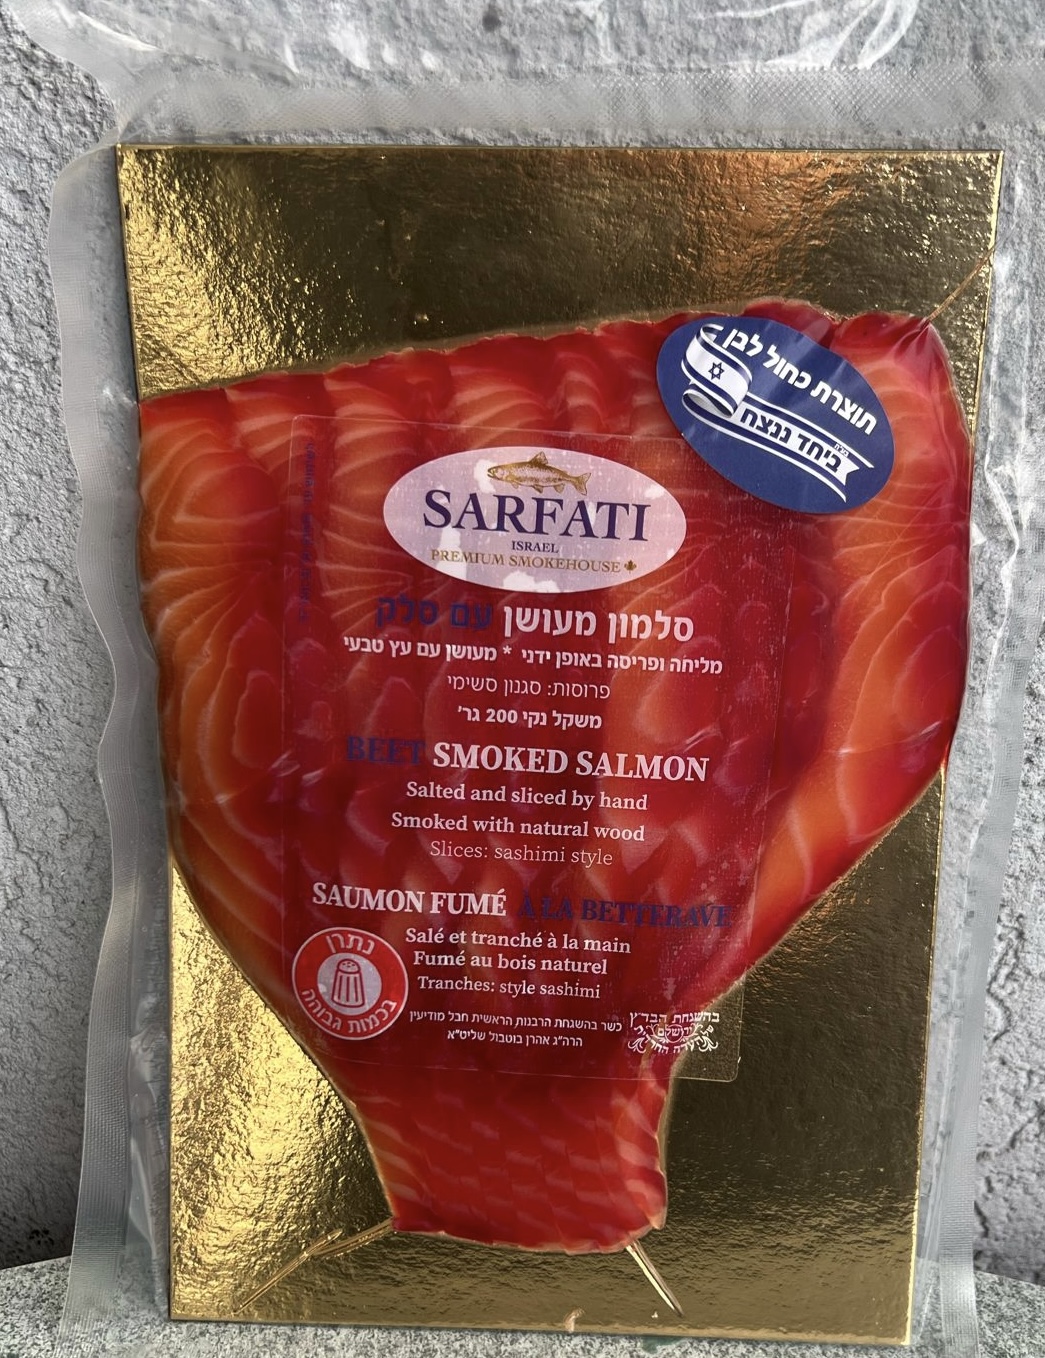 תוצרת כחול לבן
ביחד ננצח
SARFATI
ISRAEL
PREMIUM SMOKEHOUSE
סלמון מעושן עם סלק
מליחה ופריסה באופן ידני * מעושן עם עץ טבעי
פרוסות: סגנון סשימי
משקל נקי 200 גר'
BEET SMOKED SALMON
Salted and sliced by hand
Smoked with natural wood
Slices: sashimi style
SAUMON FUMÉ À LA BETTERAVE
Salé et tranché à la main
Fumé au bois naturel
Tranches: style sashimi
נתרן
בכמות גבוהה
כשר בהשגחת הרבנות הראשית חבל מודיעין
הרה"ג אהרן בוטבול שליט"א
בהשגחת הבד"ץ
ירושלם